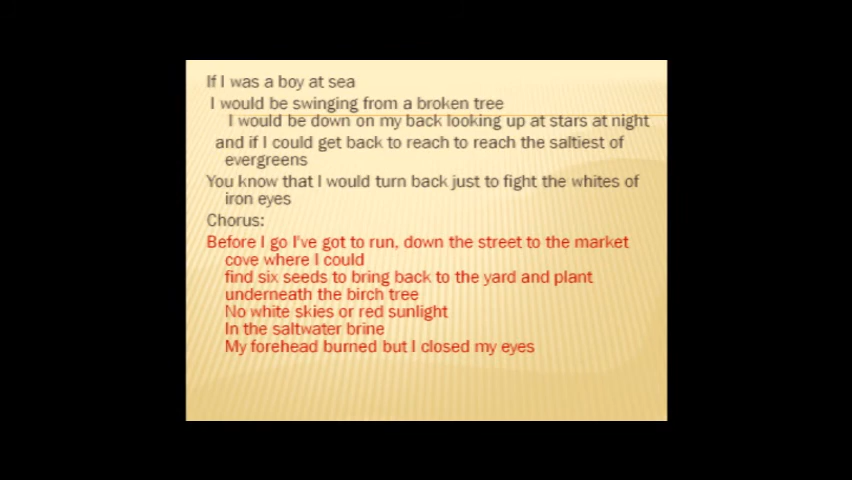 If I was a boy at sea
I would be swinging from a broken tree
I would be down on my back looking up at stars at night
and if I could get back to reach to reach the saltiest of
evergreens
You know that I would turn back just to fight the whites of
iron eyes
Chorus:
Before I go I've got to run, down the street to the market
cove where I could
find six seeds to bring back to the yard and plant
underneath the birch tree
No white skies or red sunlight
In the saltwater brine
My forehead burned but I closed my eyes